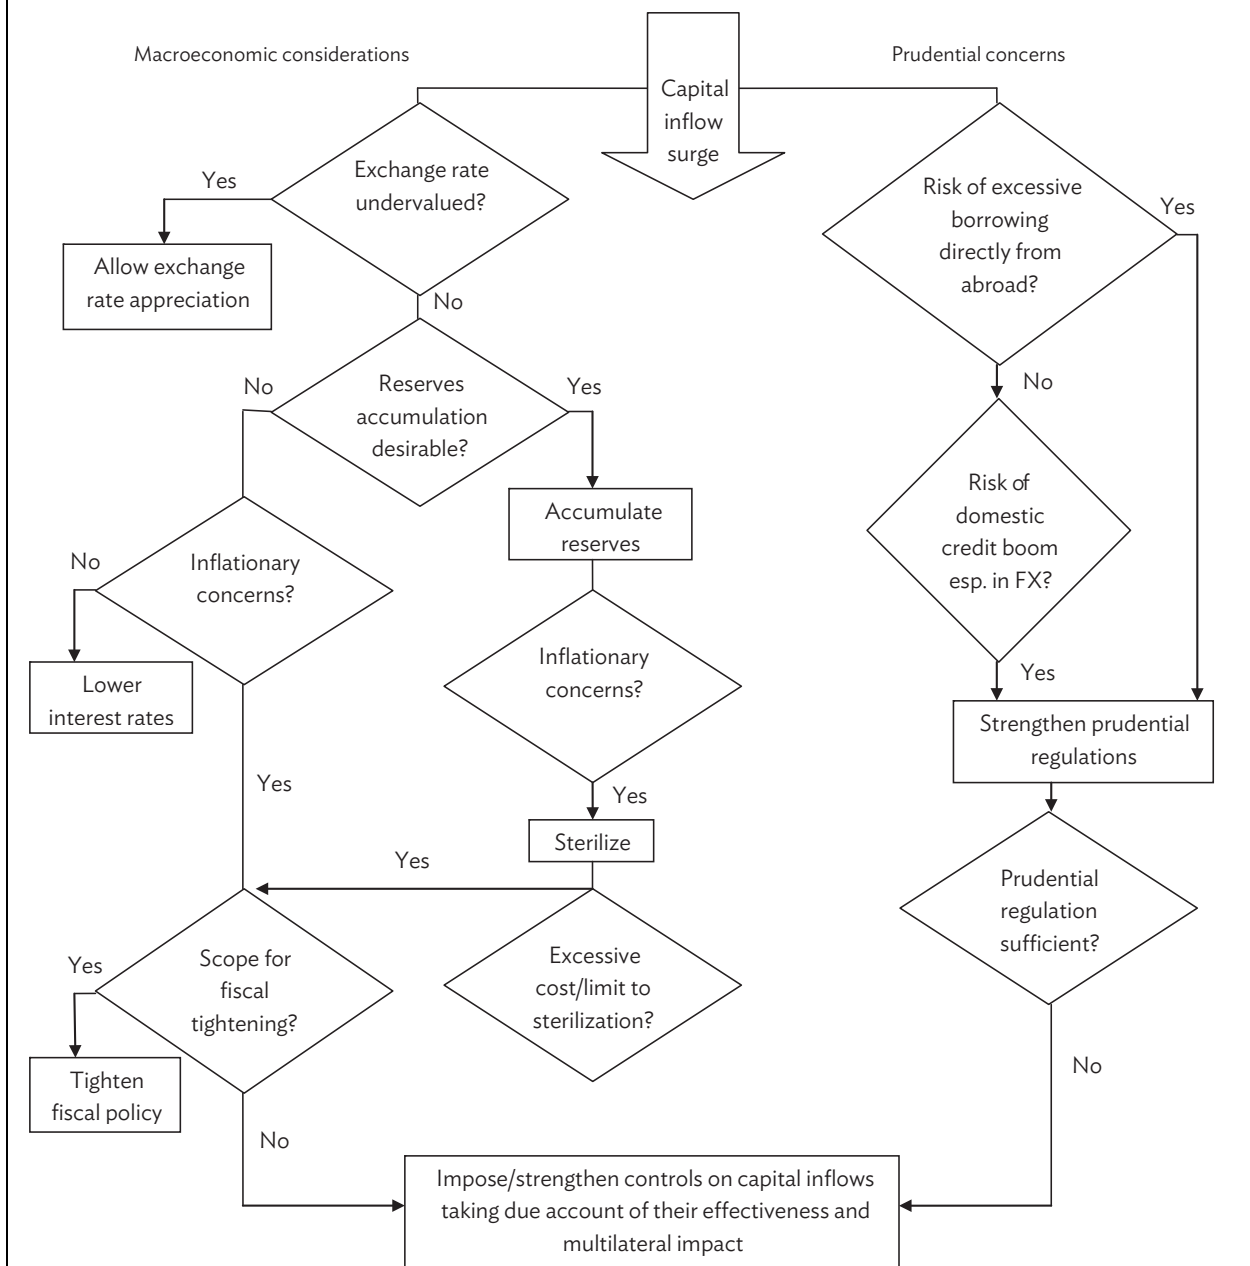 Macroeconomic considerations
Prudential concerns
Capital
inflow
surge
Exchange rate
undervalued?
Yes
Allow exchange
rate appreciation
No
Reserves
accumulation
desirable?
No
Yes
Accumulate
reserves
Inflationary
concerns?
No
Lower
interest rates
Yes
Inflationary
concerns?
Yes
Sterilize
Yes
Excessive
cost/limit to
sterilization?
Scope for
fiscal
tightening?
Yes
Tighten
fiscal policy
No
Risk of excessive
borrowing
directly from
abroad?
Yes
No
Risk of
domestic
credit boom
esp. in FX?
Yes
Strengthen prudential
regulations
Prudential
regulation
sufficient?
No
Impose/strengthen controls on capital inflows
taking due account of their effectiveness and
multilateral impact